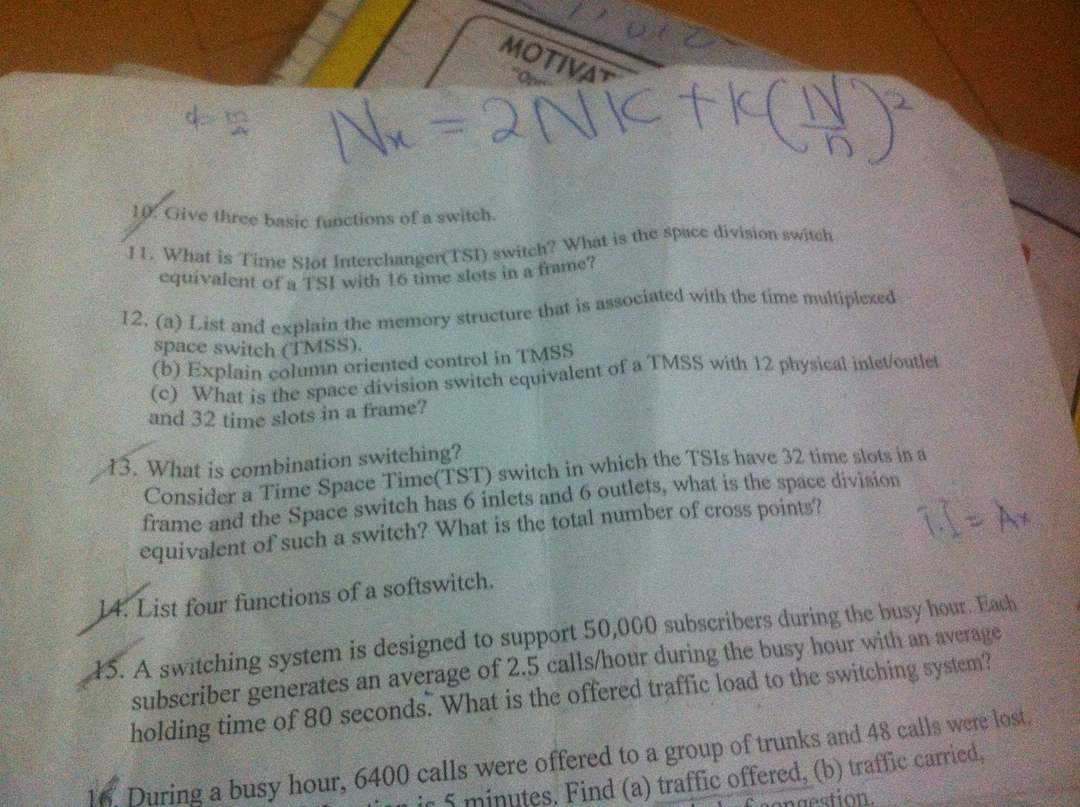 MOTIVAT
Nx = 2NK + K(N/n)²
10. Give three basic functions of a switch.
11. What is Time Slot Interchanger(TSI) switch? What is the space division switch
equivalent of a TSI with 16 time slots in a frame?
12. (a) List and explain the memory structure that is associated with the time multiplexed
space switch (TMSS).
(b) Explain column oriented control in TMSS
(c) What is the space division switch equivalent of a TMSS with 12 physical inlet/outlet
and 32 time slots in a frame?
13. What is combination switching?
Consider a Time Space Time(TST) switch in which the TSIs have 32 time slots in a
frame and the Space switch has 6 inlets and 6 outlets, what is the space division
equivalent of such a switch? What is the total number of cross points?
T.I = Ax
14. List four functions of a softswitch.
15. A switching system is designed to support 50,000 subscribers during the busy hour. Each
subscriber generates an average of 2.5 calls/hour during the busy hour with an average
holding time of 80 seconds. What is the offered traffic load to the switching system?
16. During a busy hour, 6400 calls were offered to a group of trunks and 48 calls were lost.
is 5 minutes. Find (a) traffic offered, (b) traffic carried,
congestion.